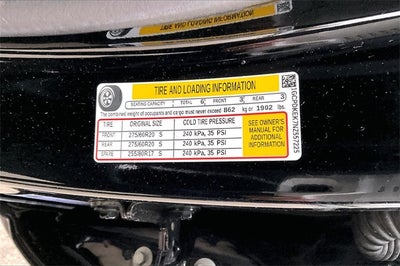 TIRE AND LOADING INFORMATION
SEATING CAPACITY TOTAL 6 FRONT 3 REAR 3
The combined weight of occupants and cargo must never exceed 862 kg or 1902 lbs.
TIRE ORIGINAL SIZE COLD TIRE PRESSURE
FRONT 275/60R20 S 240 kPa, 35 PSI
REAR 275/60R20 S 240 kPa, 35 PSI
SPARE 255/80R17 S 240 kPa, 35 PSI
SEE OWNER'S
MANUAL FOR
ADDITIONAL
INFORMATION